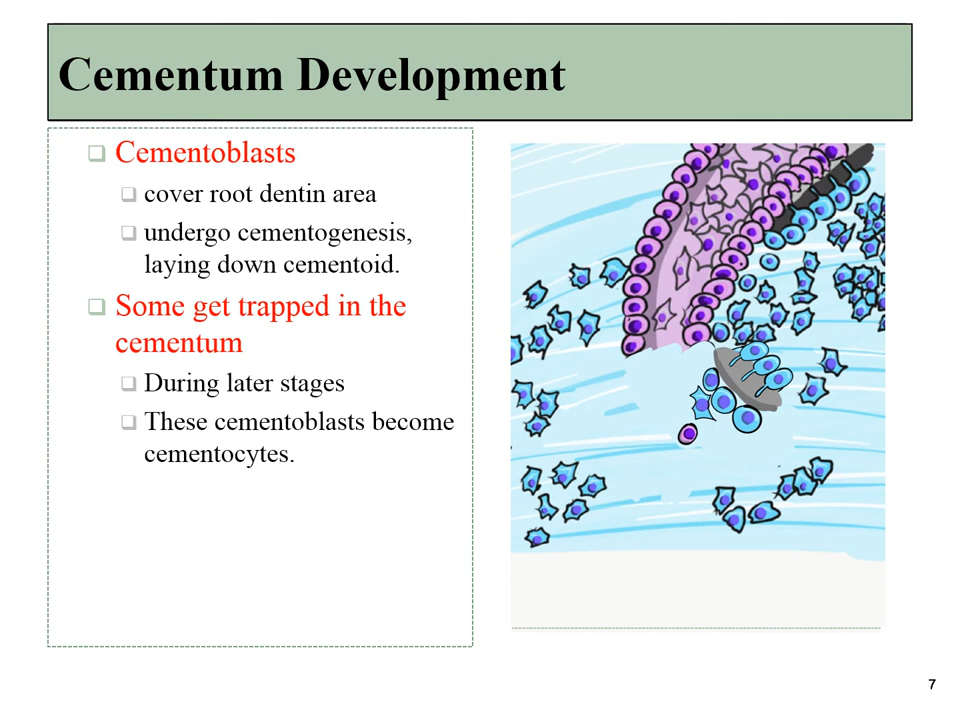 Cementum Development
Cementoblasts
cover root dentin area
undergo cementogenesis,
laying down cementoid.
Some get trapped in the
cementum
During later stages
These cementoblasts become
cementocytes.
7